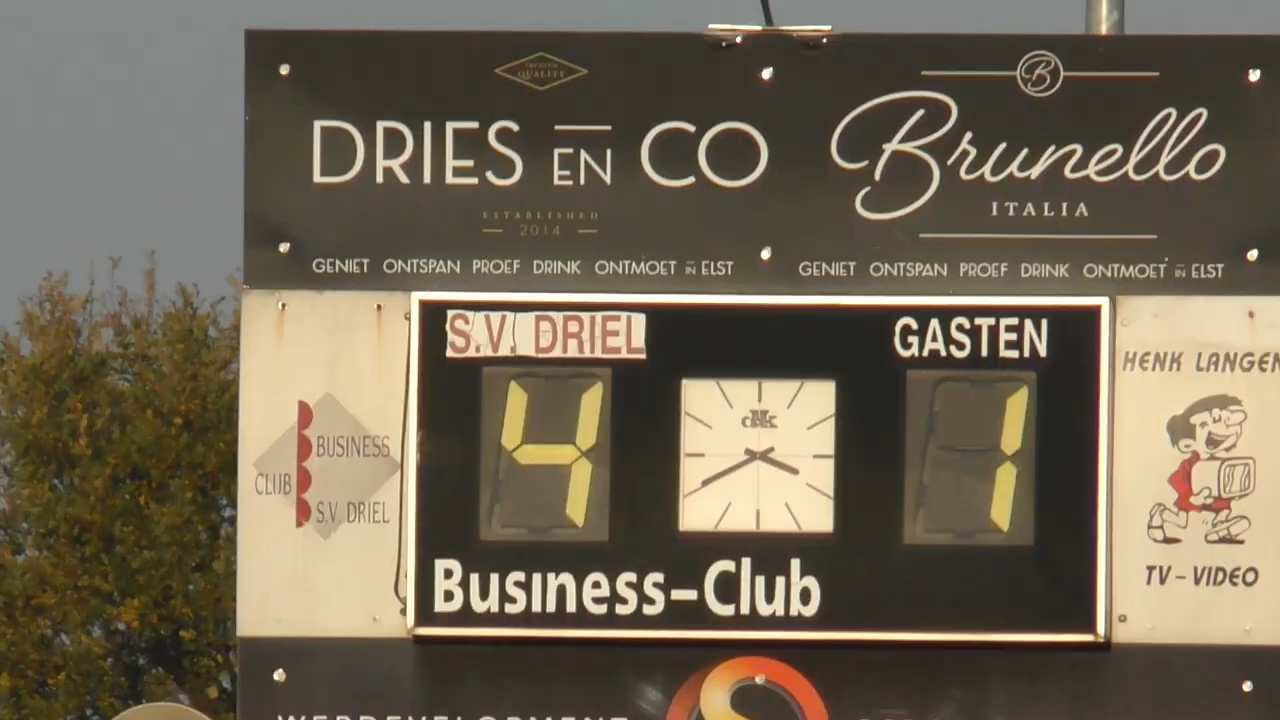 PREMIUM
QUALITY
DRIES EN CO
ESTABLISHED
2014
GENIET ONTSPAN PROEF DRINK ONTMOET IN ELST
B
Brunello
ITALIA
GENIET ONTSPAN PROEF DRINK ONTMOET IN ELST
BUSINESS
CLUB
S.V. DRIEL
S.V. DRIEL
GASTEN
4
1
Business-Club
HENK LANGEN
TV-VIDEO
WEBDEVELOPMENT